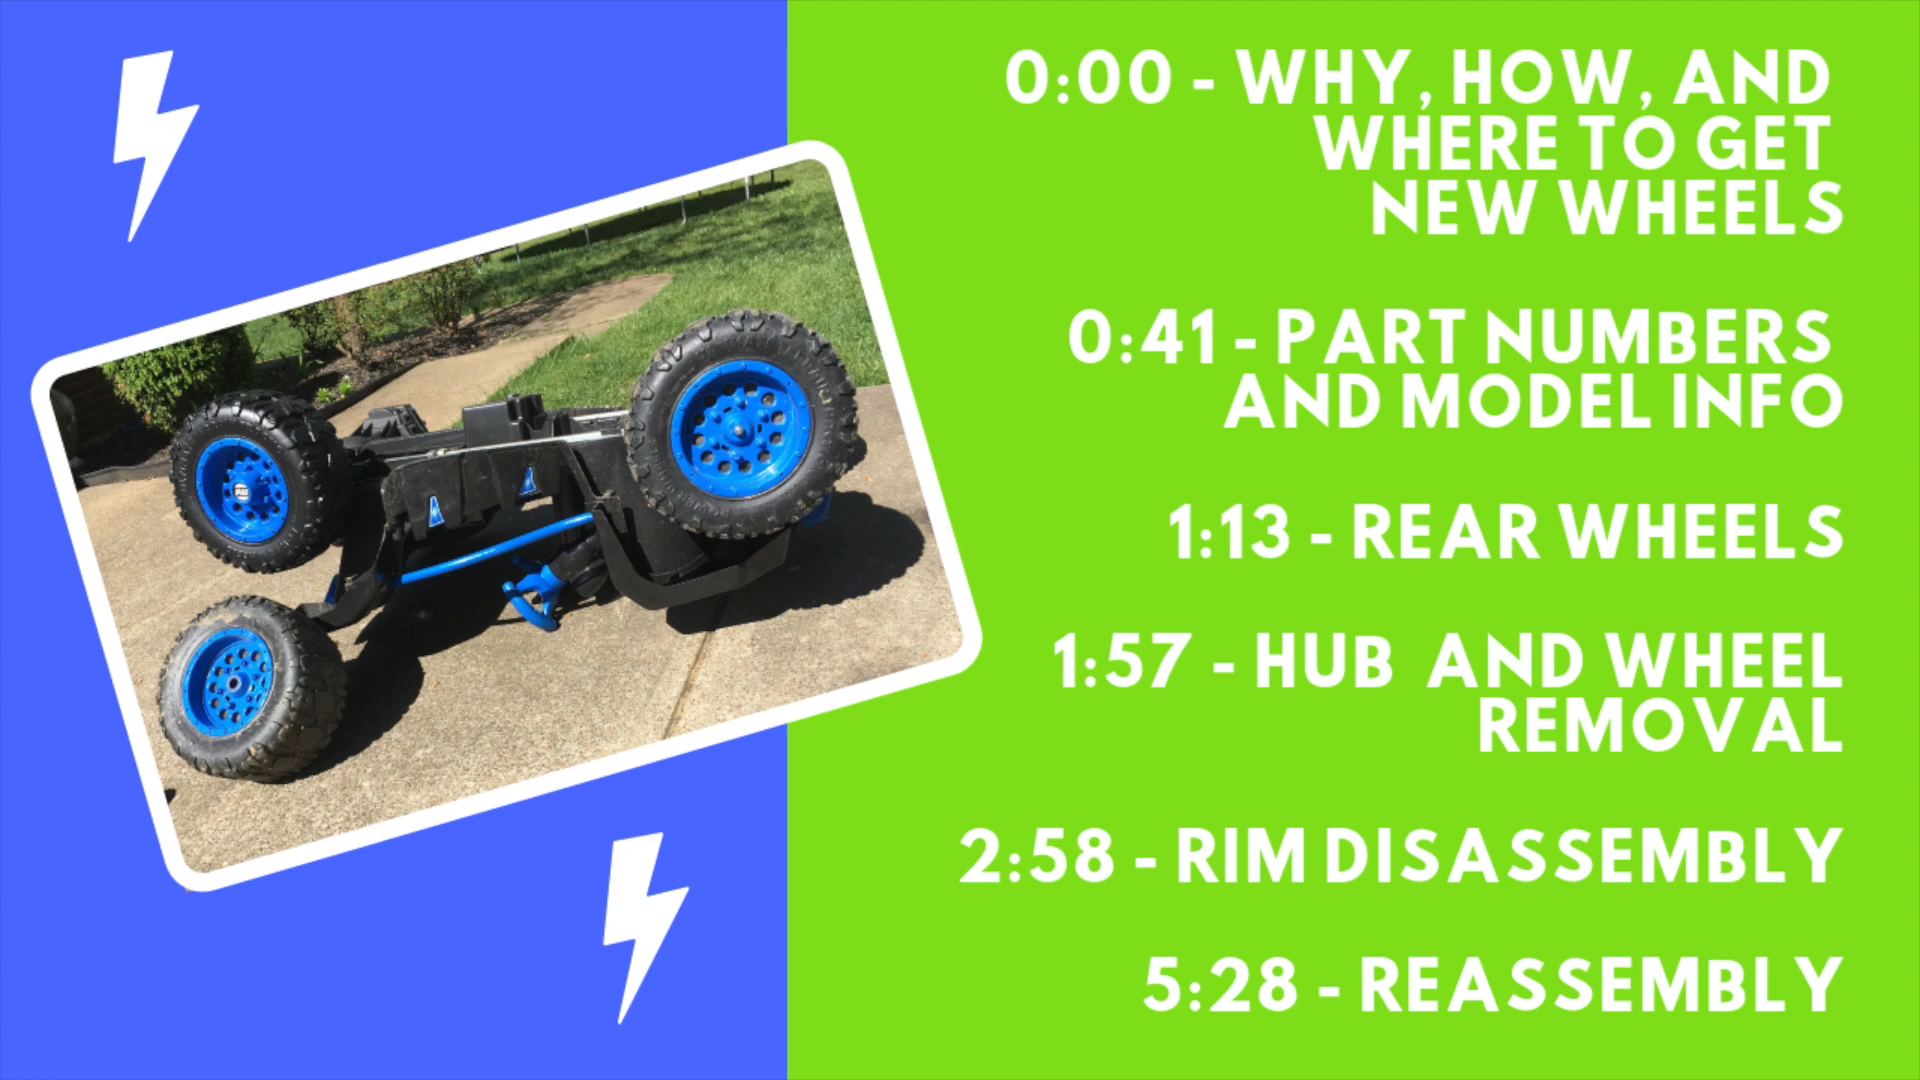 0:00 - WHY, HOW, AND
WHERE TO GET
NEW WHEELS
0:41 - PART NUMBERS
AND MODEL INFO
1:13 - REAR WHEELS
1:57 - HUB AND WHEEL
REMOVAL
2:58 - RIM DISASSEMBLY
5:28 - REASSEMBLY